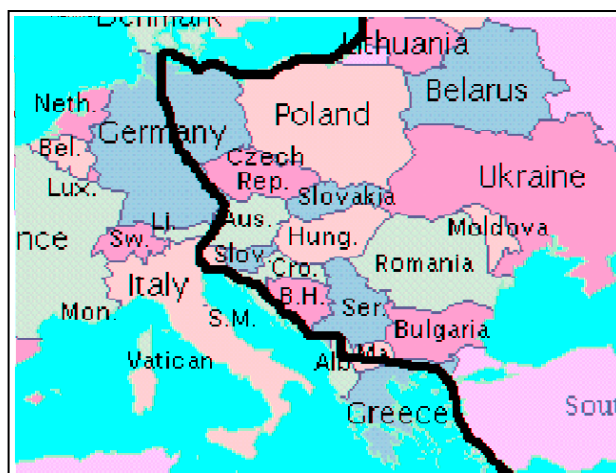 Denmark
Lithuania
Neth.
Belarus
Germany
Poland
Bel.
Czech
Rep.
Ukraine
Lux.
Slovakia
Li.
Aus.
Moldova
nce
Sw.
Slov.
Hung.
Cro.
Romania
Italy
B.H.
Ser.
Mon.
S.M.
Bulgaria
Ma.
Vatican
Alb.
Greece
Sout